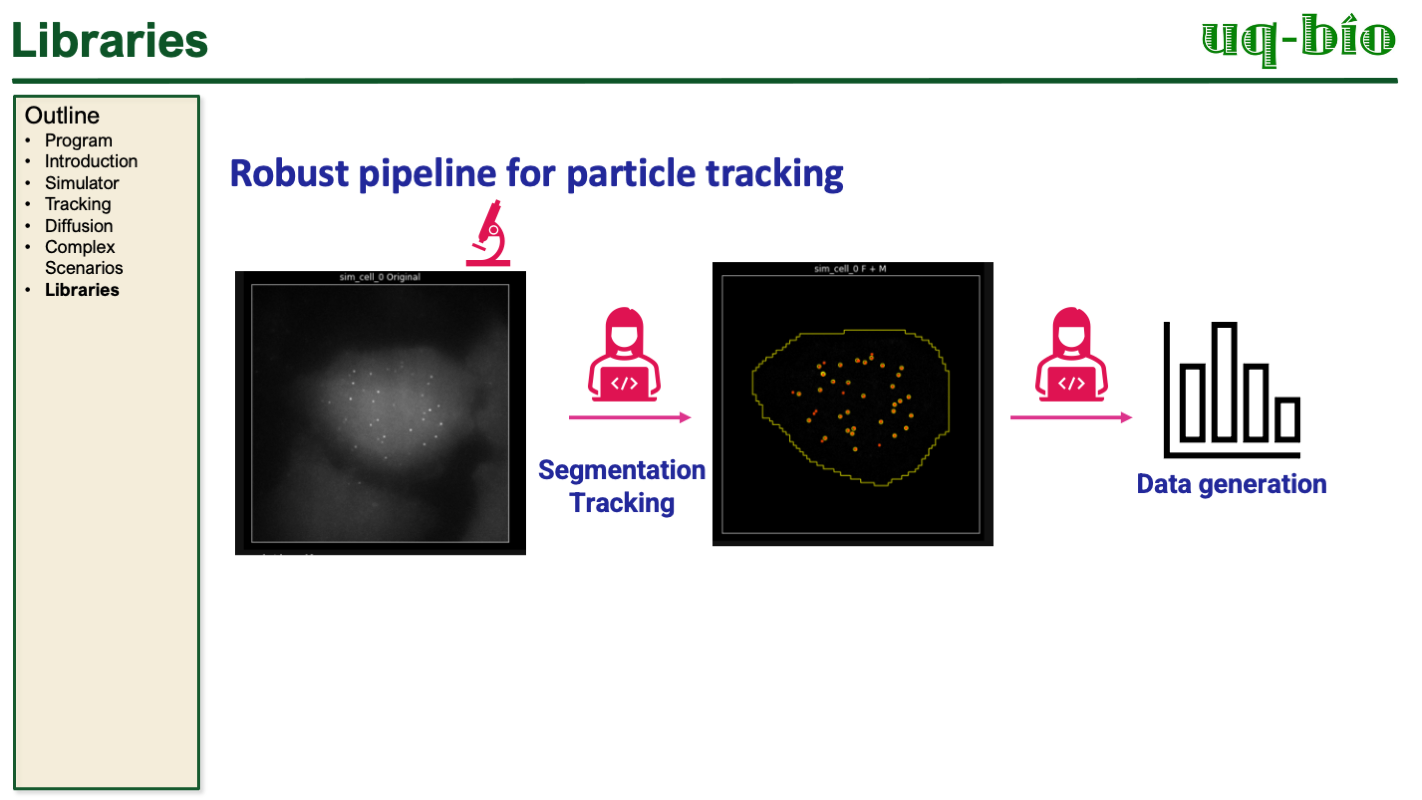 Libraries
uq-bio
Outline
• Program
• Introduction
• Simulator
• Tracking
• Diffusion
• Complex
Scenarios
• Libraries
Robust pipeline for particle tracking
sim_cell_0 Original
sim_cell_0 F + M
</>
</>
Segmentation
Tracking
Data generation